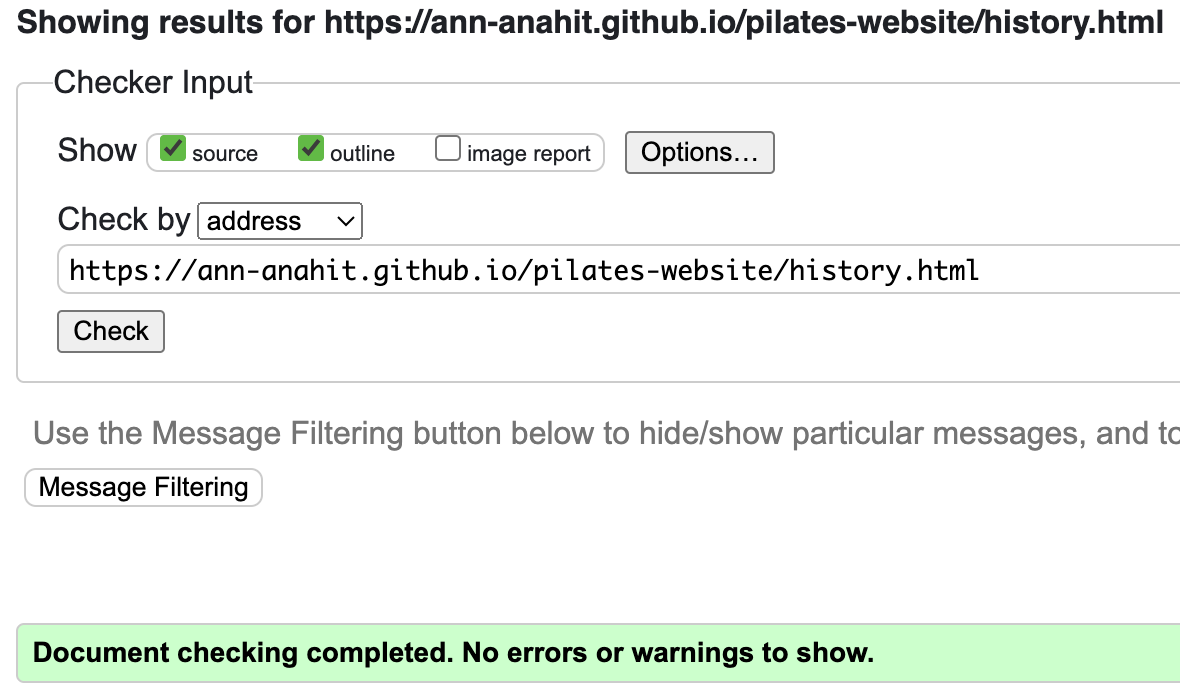 Showing results for https://ann-anahit.github.io/pilates-website/history.html
Checker Input
Show source outline image report Options…
Check by address
https://ann-anahit.github.io/pilates-website/history.html
Check
Use the Message Filtering button below to hide/show particular messages, and to
Message Filtering
Document checking completed. No errors or warnings to show.